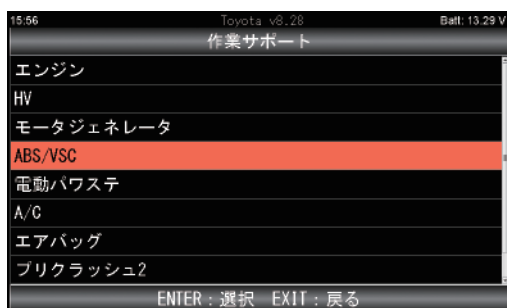 15:56 Toyota v8.28 Batt: 13.29 V
作業サポート
エンジン
HV
モータジェネレータ
ABS/VSC
電動パワステ
A/C
エアバッグ
プリクラッシュ2
ENTER：選択 EXIT：戻る